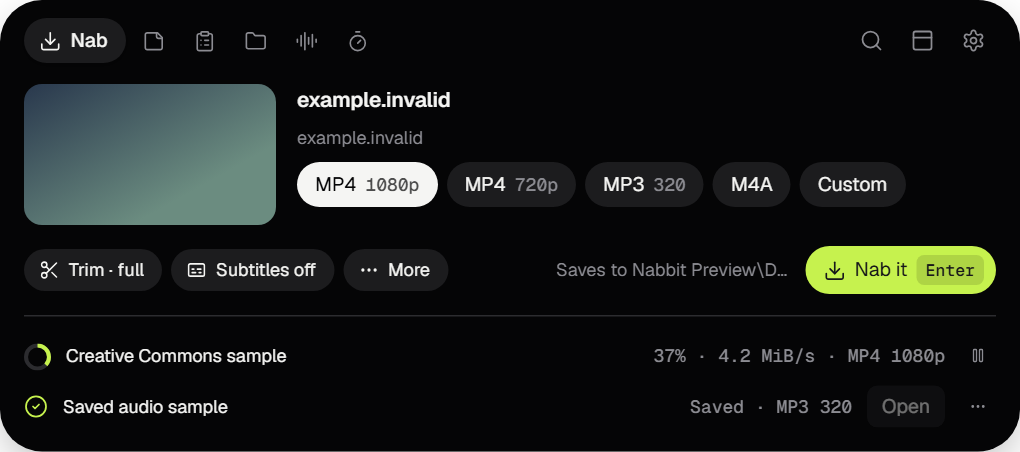 Nab
example.invalid
example.invalid
MP4 1080p MP4 720p MP3 320 M4A Custom
Trim · full Subtitles off ··· More Saves to Nabbit Preview\D... Nab it Enter
Creative Commons sample 37% · 4.2 MiB/s · MP4 1080p
Saved audio sample Saved · MP3 320 Open ···